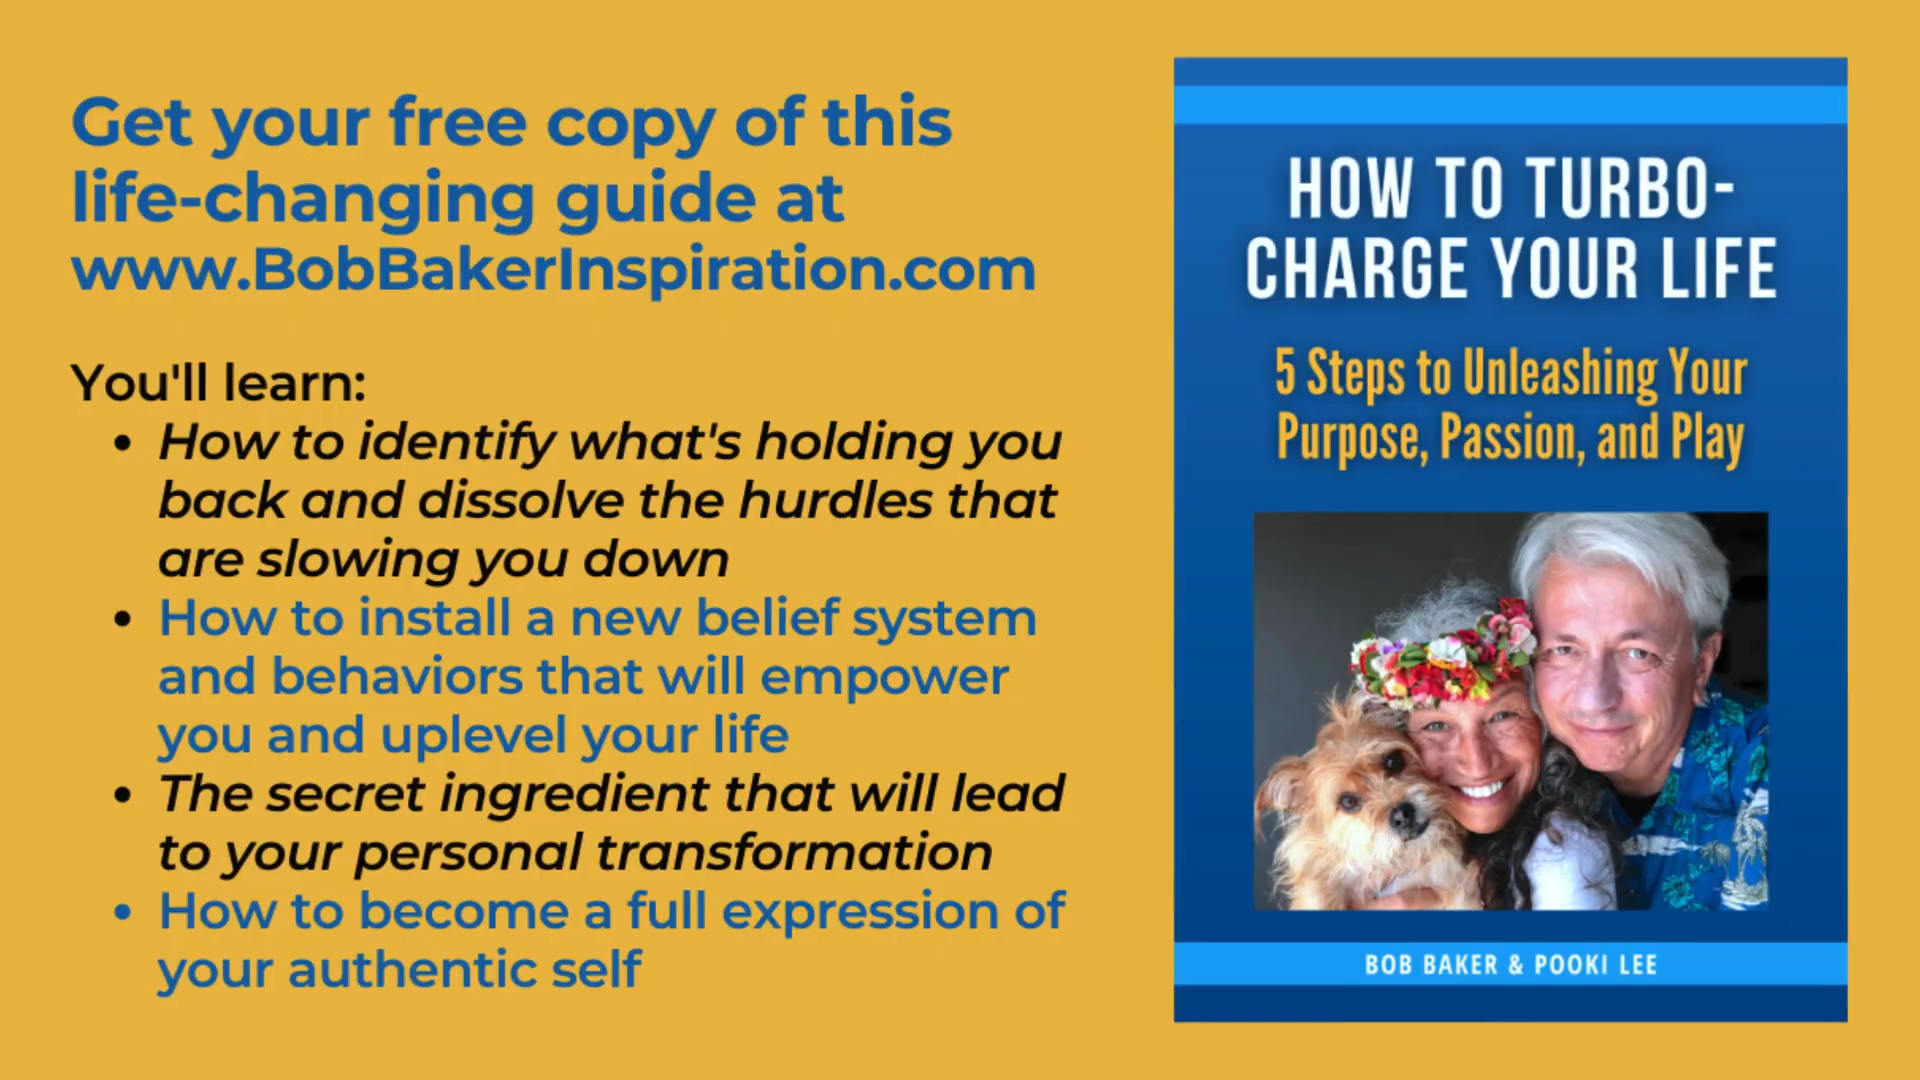 Get your free copy of this
life-changing guide at
www.BobBakerInspiration.com
You'll learn:
• How to identify what's holding you
back and dissolve the hurdles that
are slowing you down
• How to install a new belief system
and behaviors that will empower
you and uplevel your life
• The secret ingredient that will lead
to your personal transformation
• How to become a full expression of
your authentic self
HOW TO TURBO-
CHARGE YOUR LIFE
5 Steps to Unleashing Your
Purpose, Passion, and Play
BOB BAKER & POOKI LEE